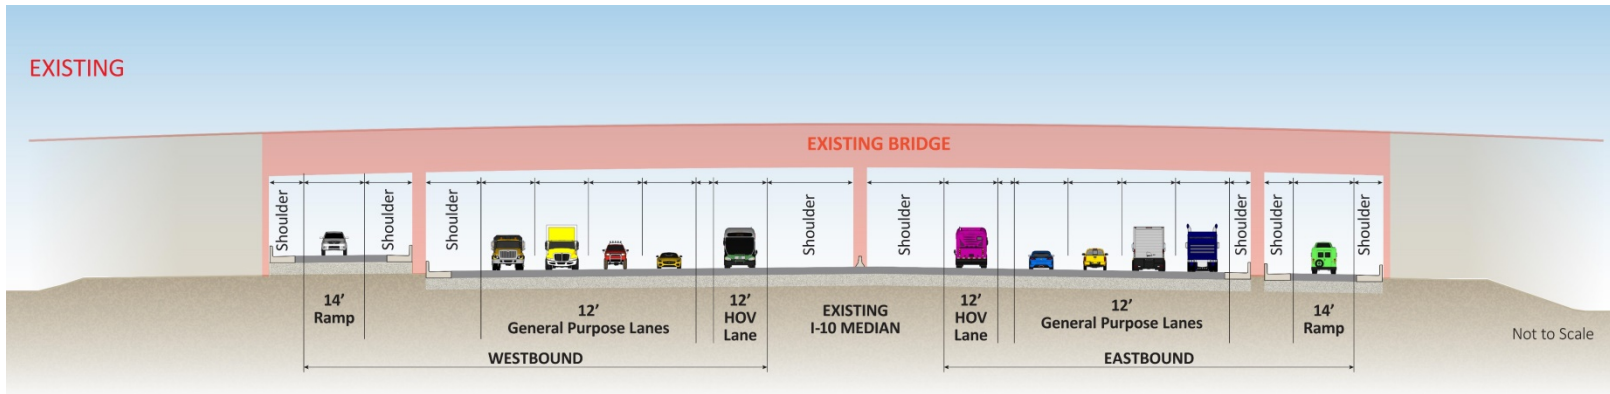 EXISTING
EXISTING BRIDGE
Shoulder
Shoulder
Shoulder
Shoulder
Shoulder
Shoulder
Shoulder
Shoulder
14’
Ramp
12’
General Purpose Lanes
12’
HOV
Lane
EXISTING
I-10 MEDIAN
12’
HOV
Lane
12’
General Purpose Lanes
14’
Ramp
Not to Scale
WESTBOUND
EASTBOUND